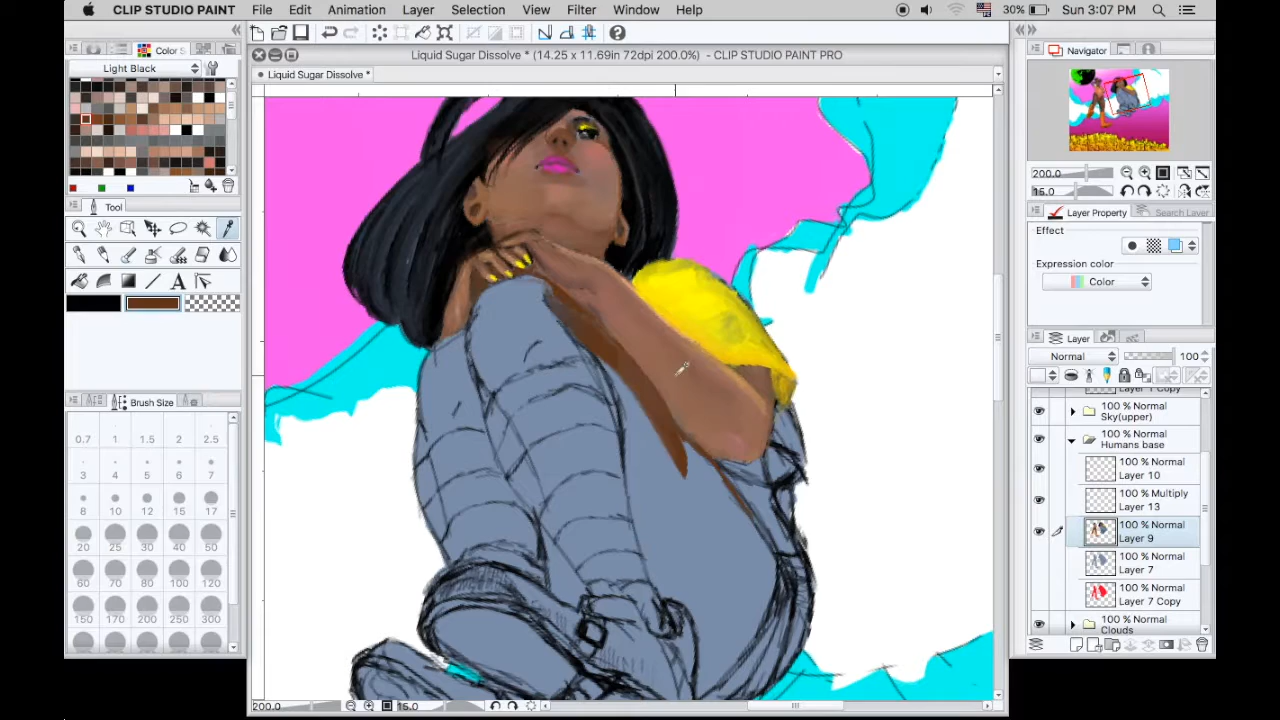 CLIP STUDIO PAINT File Edit Animation Layer Selection View Filter Window Help 30% Sun 3:07 PM
Liquid Sugar Dissolve * (14.25 x 11.69in 72dpi 200.0%) - CLIP STUDIO PAINT PRO
Liquid Sugar Dissolve *
Color S
Light Black
Tool
Brush Size
0.7 1 1.5 2 2.5
3 4 5 6 7
8 10 12 15 17
20 25 30 40 50
60 70 80 100 120
150 200 250 300
200.0 15.0
Navigator
200.0
15.0
Layer Property Search Layer
Effect
Expression color
Color
Layer
Normal 100
Layer 1 Copy
100 % Normal
Sky(upper)
100 % Normal
Humans base
100 % Normal
Layer 10
100 % Multiply
Layer 13
100 % Normal
Layer 9
100 % Normal
Layer 7
100 % Normal
Layer 7 Copy
100 % Normal
Clouds